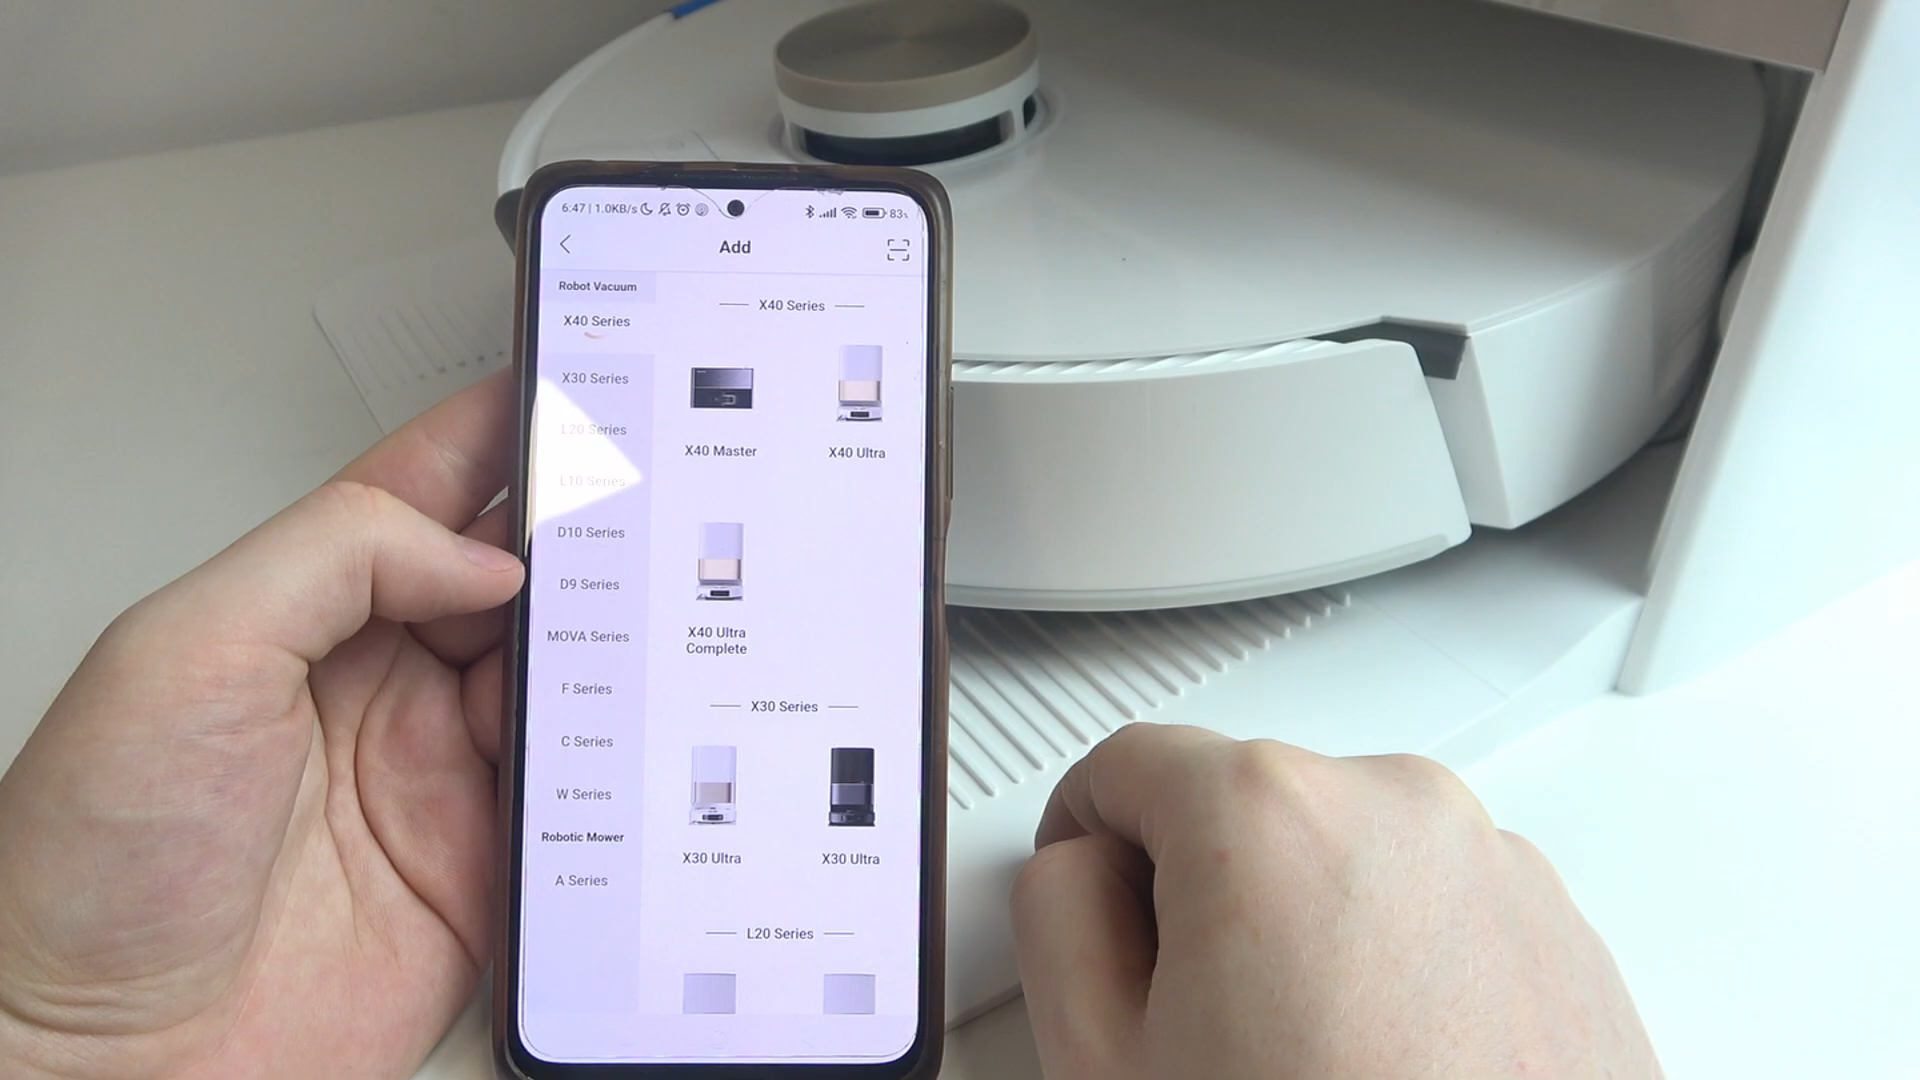 6:47 | 1.0KB/s
83
Add
Robot Vacuum
X40 Series
X30 Series
L20 Series
L10 Series
D10 Series
D9 Series
MOVA Series
F Series
C Series
W Series
Robotic Mower
A Series
X40 Series
X40 Master
X40 Ultra
X40 Ultra
Complete
X30 Series
X30 Ultra
X30 Ultra
L20 Series